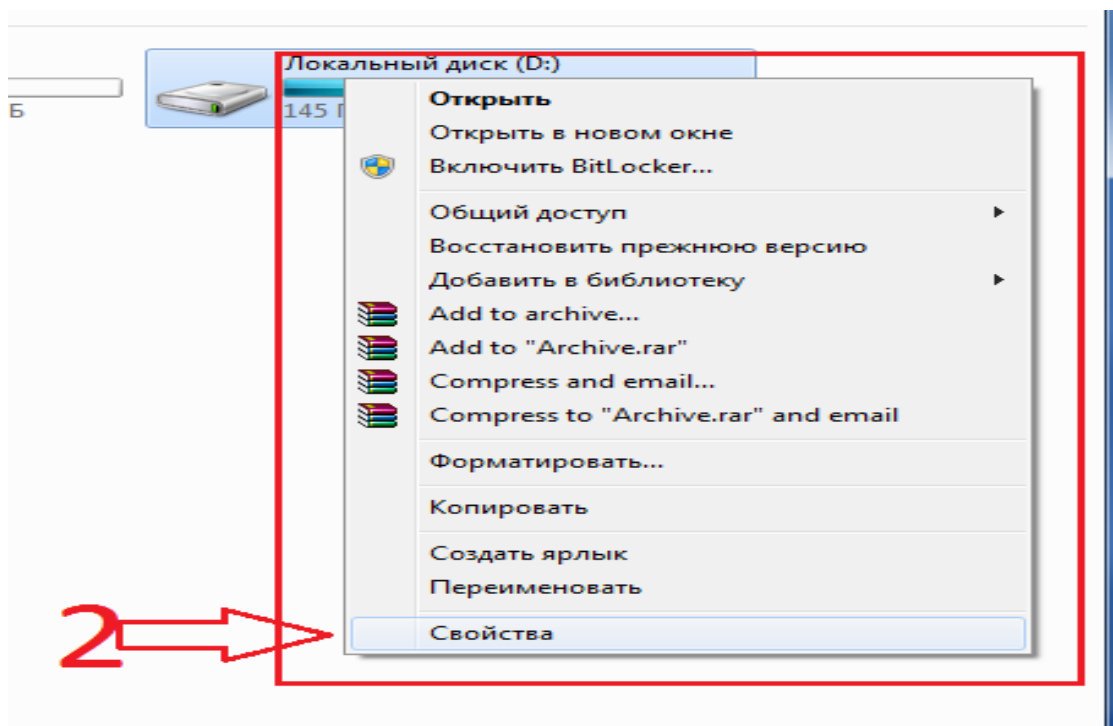 Локальный диск (D:)
Б
145 Г
Открыть
Открыть в новом окне
Включить BitLocker...
Общий доступ
Восстановить прежнюю версию
Добавить в библиотеку
Add to archive...
Add to "Archive.rar"
Compress and email...
Compress to "Archive.rar" and email
Форматировать...
Копировать
Создать ярлык
Переименовать
2
Свойства